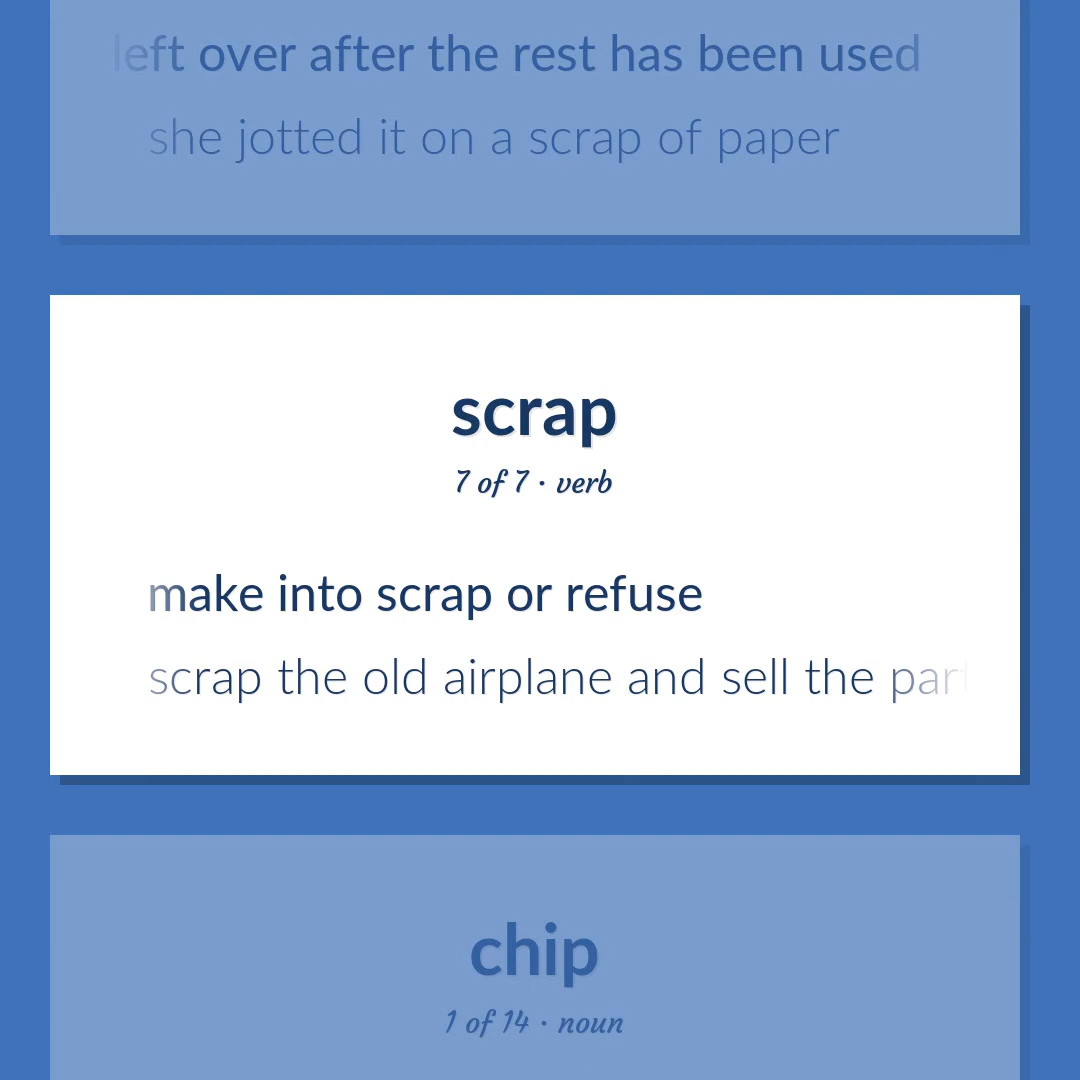 left over after the rest has been used
she jotted it on a scrap of paper
scrap
7 of 7 · verb
make into scrap or refuse
scrap the old airplane and sell the part
chip
1 of 14 · noun